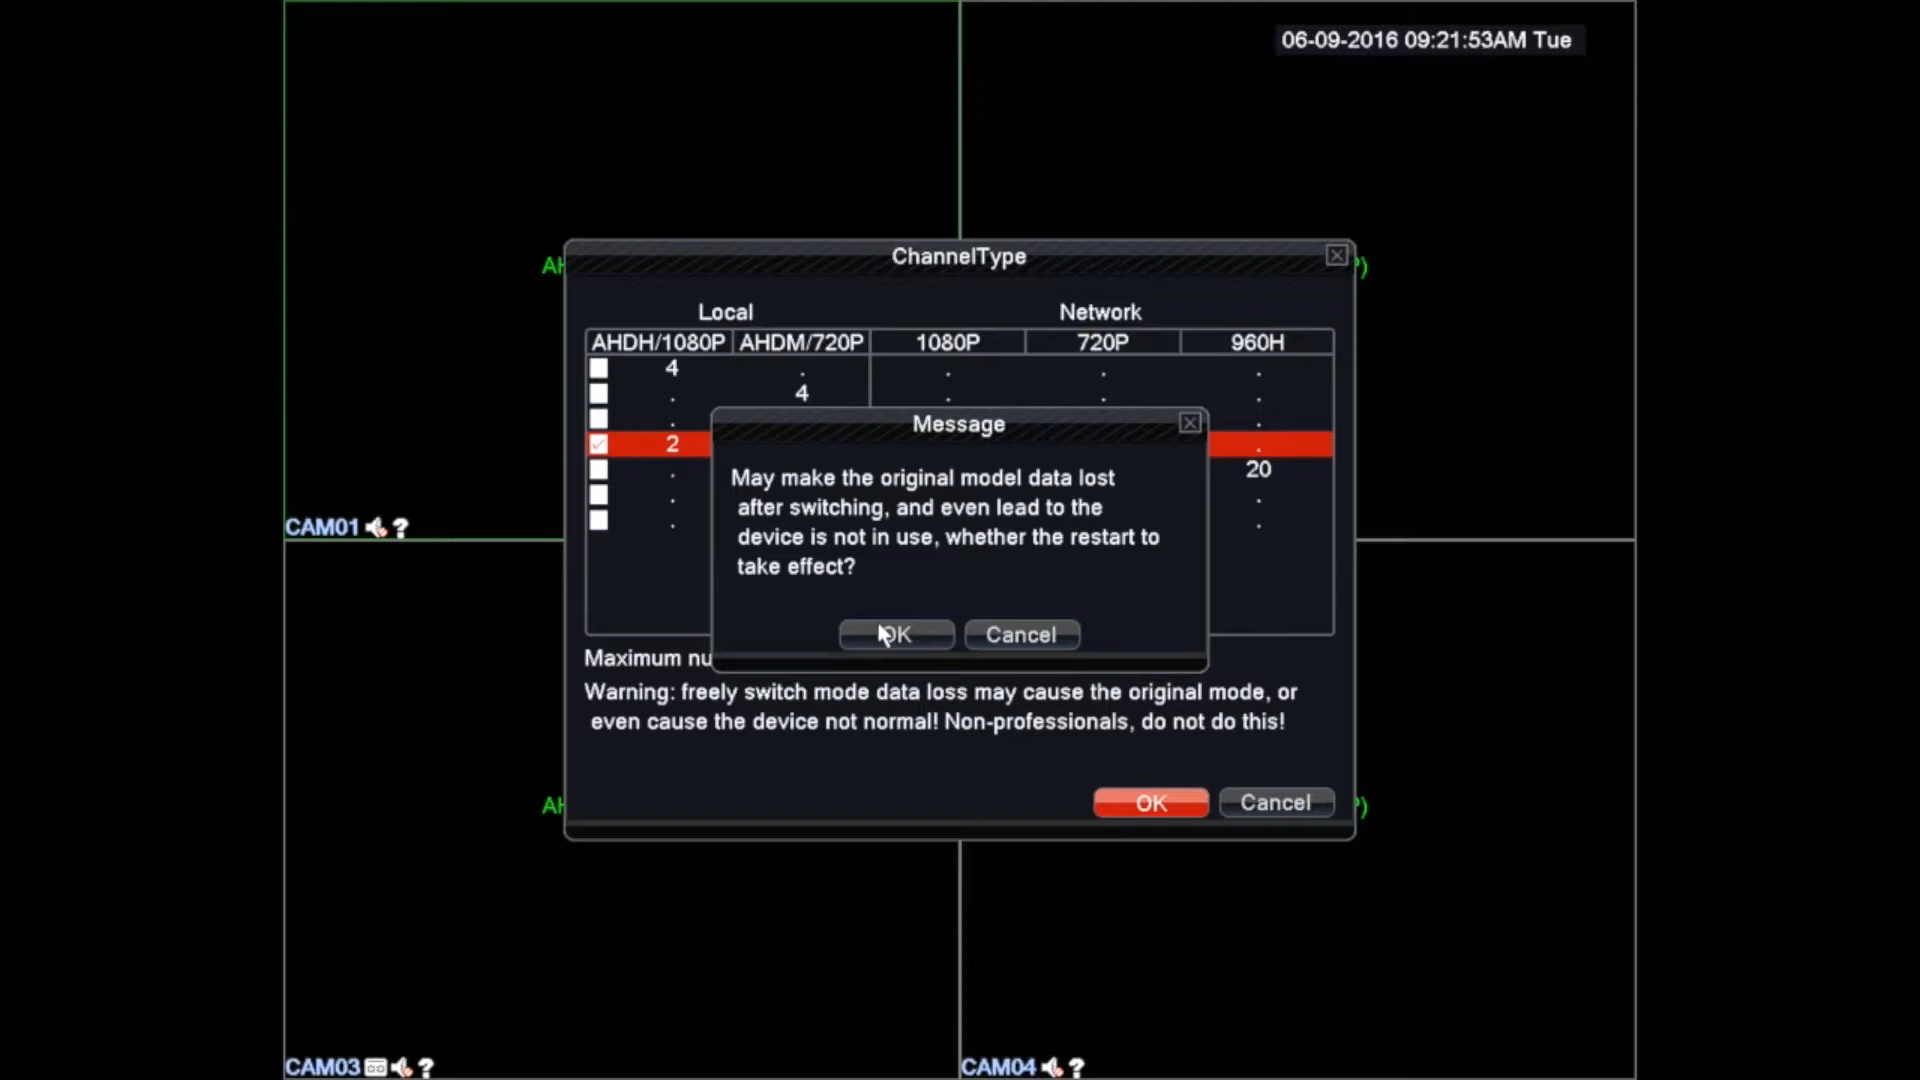 06-09-2016 09:21:53AM Tue
ChannelType
Local Network
AHDH/1080P AHDM/720P 1080P 720P 960H
4 . . . .
. 4 . . .
. .
2 .
. 20
. .
. .
Message
May make the original model data lost
after switching, and even lead to the
device is not in use, whether the restart to
take effect?
OK Cancel
Maximum
Warning: freely switch mode data loss may cause the original mode, or
even cause the device not normal! Non-professionals, do not do this!
OK Cancel
CAM01 ?
CAM03 ?
CAM04 ?